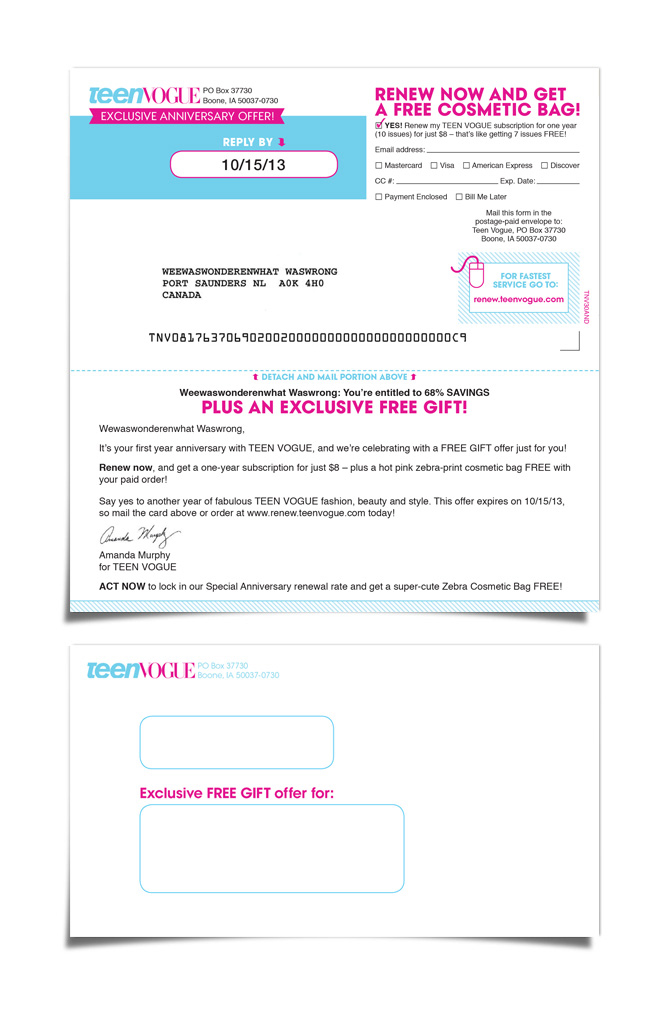 teenVOGUE PO Box 37730
Boone, IA 50037-0730
EXCLUSIVE ANNIVERSARY OFFER!
REPLY BY
10/15/13
RENEW NOW AND GET
A FREE COSMETIC BAG!
YES! Renew my TEEN VOGUE subscription for one year
(10 issues) for just $8 – that's like getting 7 issues FREE!
Email address:
Mastercard Visa American Express Discover
CC #: Exp. Date:
Payment Enclosed Bill Me Later
Mail this form in the
postage-paid envelope to:
Teen Vogue, PO Box 37730
Boone, IA 50037-0730
WEEWASWONDERENWHAT WASWRONG
PORT SAUNDERS NL A0K 4H0
CANADA
FOR FASTEST
SERVICE GO TO:
renew.teenvogue.com
TNV30AND
TNV0817637069020020000000000000000000000000C9
DETACH AND MAIL PORTION ABOVE
Weewaswonderenwhat Waswrong: You're entitled to 68% SAVINGS
PLUS AN EXCLUSIVE FREE GIFT!
Wewaswonderenwhat Waswrong,
It's your first year anniversary with TEEN VOGUE, and we're celebrating with a FREE GIFT offer just for you!
Renew now, and get a one-year subscription for just $8 – plus a hot pink zebra-print cosmetic bag FREE with
your paid order!
Say yes to another year of fabulous TEEN VOGUE fashion, beauty and style. This offer expires on 10/15/13,
so mail the card above or order at www.renew.teenvogue.com today!
Amanda Murphy
Amanda Murphy
for TEEN VOGUE
ACT NOW to lock in our Special Anniversary renewal rate and get a super-cute Zebra Cosmetic Bag FREE!
teenVOGUE PO Box 37730
Boone, IA 50037-0730
Exclusive FREE GIFT offer for: